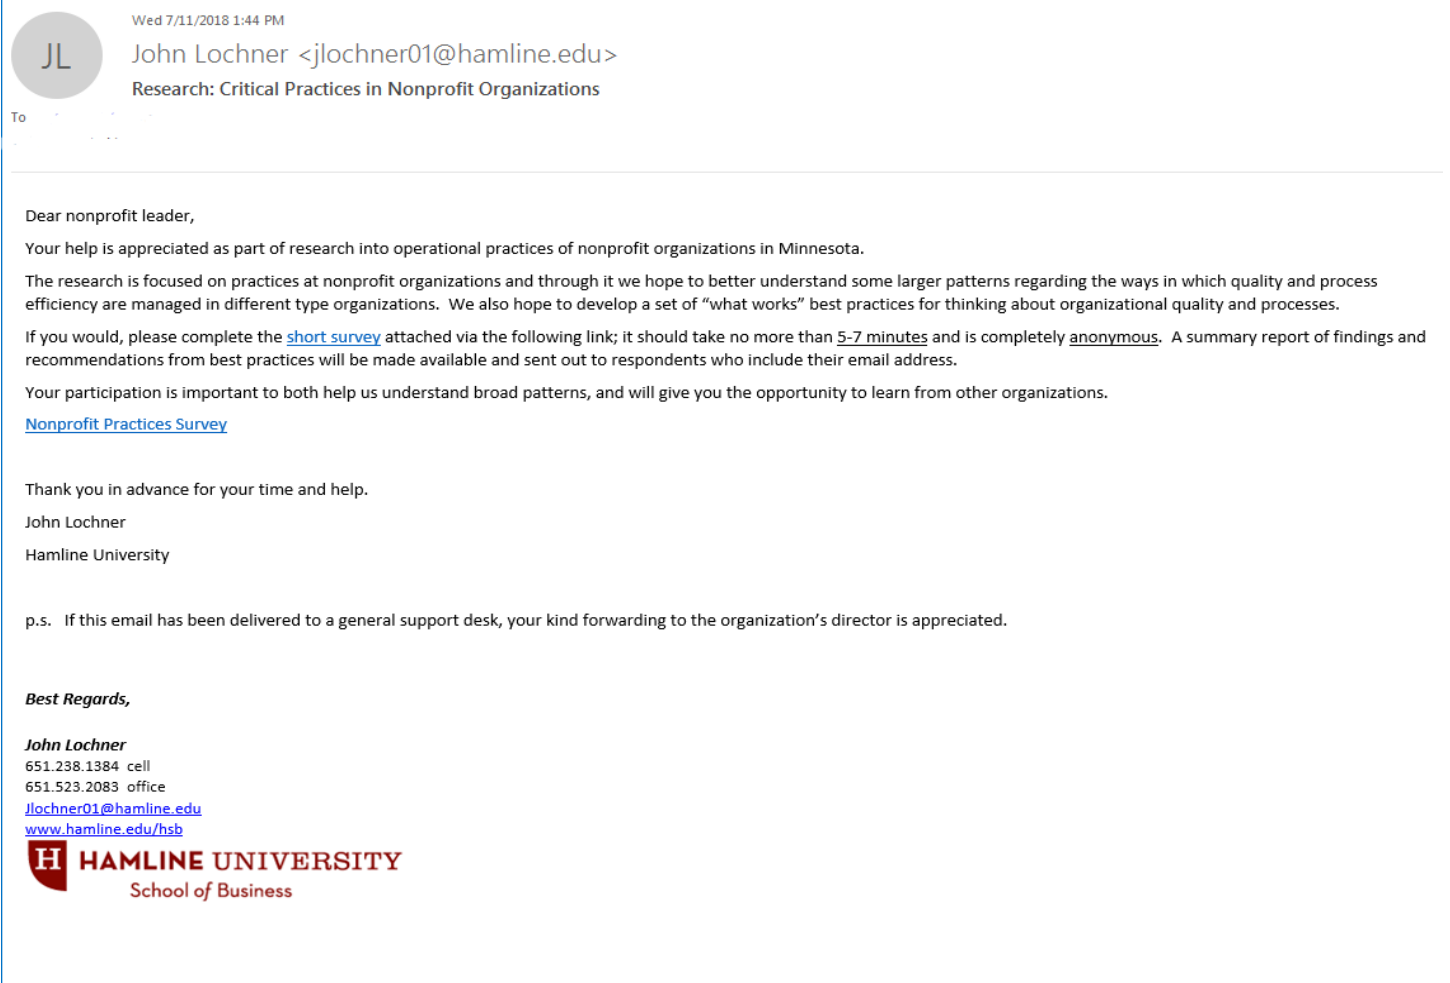 JL
Wed 7/11/2018 1:44 PM
John Lochner <jlochner01@hamline.edu>
Research: Critical Practices in Nonprofit Organizations
To
Dear nonprofit leader,
Your help is appreciated as part of research into operational practices of nonprofit organizations in Minnesota.
The research is focused on practices at nonprofit organizations and through it we hope to better understand some larger patterns regarding the ways in which quality and process
efficiency are managed in different type organizations.  We also hope to develop a set of “what works” best practices for thinking about organizational quality and processes.
If you would, please complete the short survey attached via the following link; it should take no more than 5-7 minutes and is completely anonymous.  A summary report of findings and
recommendations from best practices will be made available and sent out to respondents who include their email address.
Your participation is important to both help us understand broad patterns, and will give you the opportunity to learn from other organizations.
Nonprofit Practices Survey
Thank you in advance for your time and help.
John Lochner
Hamline University
p.s.   If this email has been delivered to a general support desk, your kind forwarding to the organization’s director is appreciated.
Best Regards,
John Lochner
651.238.1384  cell
651.523.2083  office
Jlochner01@hamline.edu
www.hamline.edu/hsb
H HAMLINE UNIVERSITY
School of Business